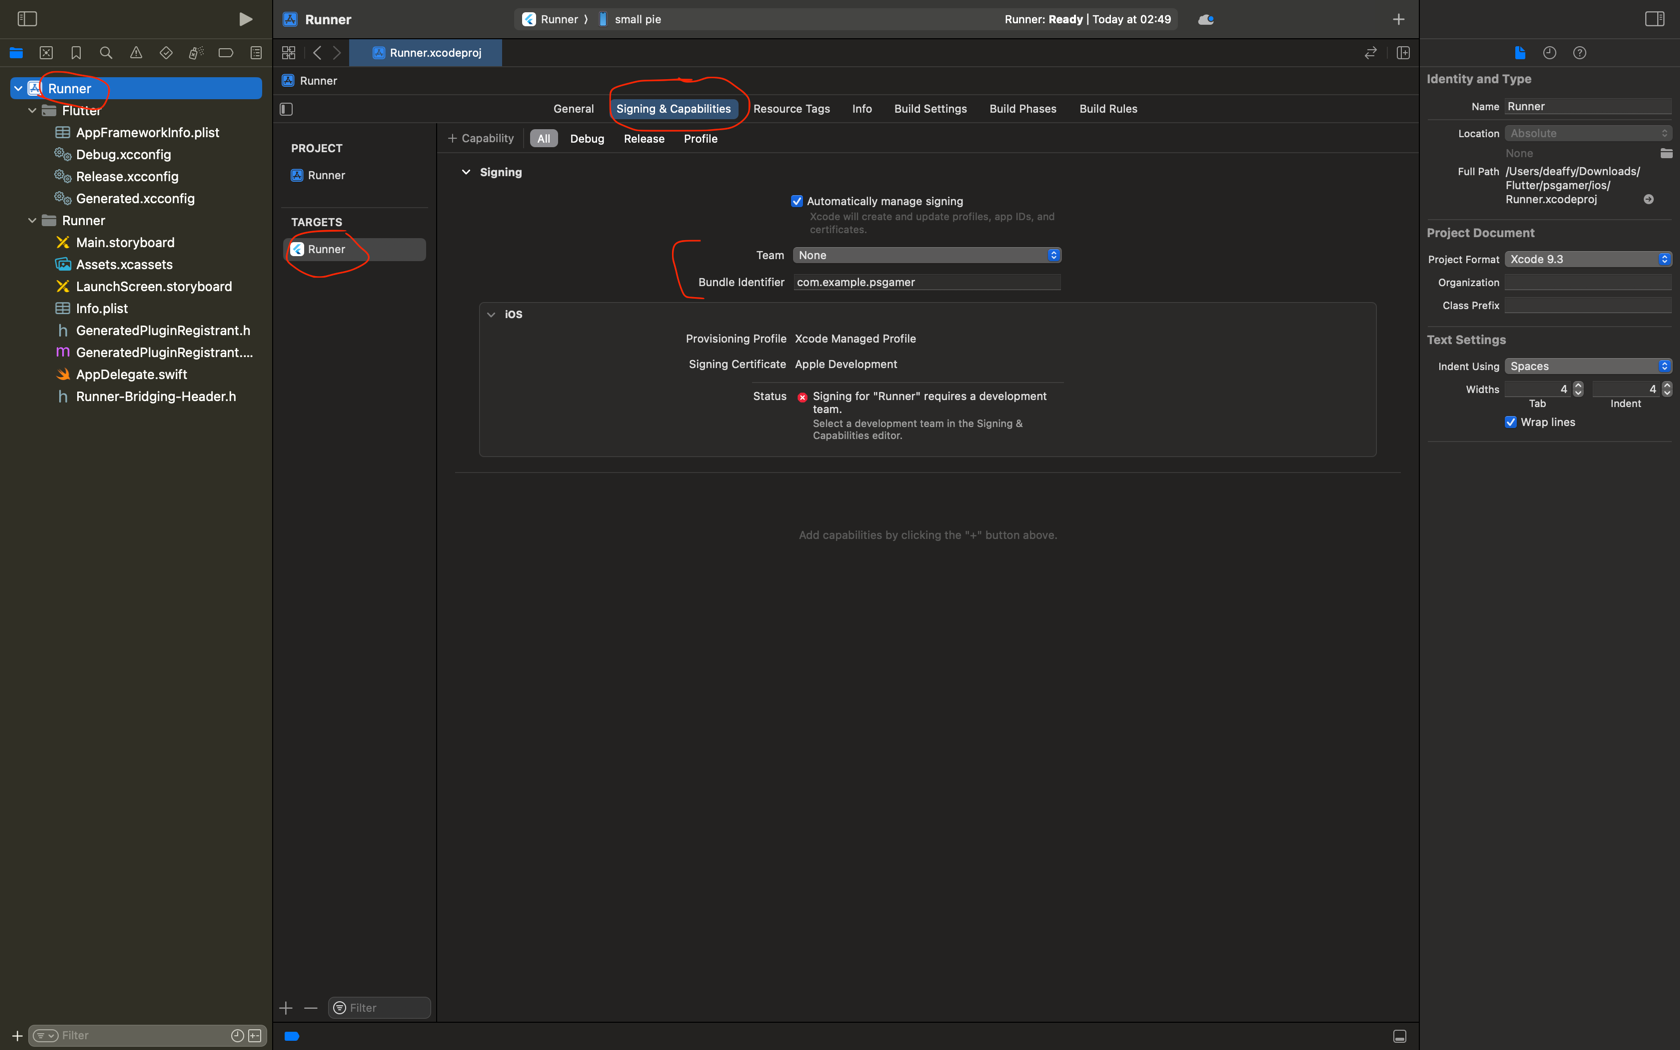 Runner
Runner 〉 small pie
Runner: Ready | Today at 02:49
Runner.xcodeproj
Runner
Flutter
AppFrameworkInfo.plist
Debug.xcconfig
Release.xcconfig
Generated.xcconfig
Runner
Main.storyboard
Assets.xcassets
LaunchScreen.storyboard
Info.plist
GeneratedPluginRegistrant.h
GeneratedPluginRegistrant....
AppDelegate.swift
Runner-Bridging-Header.h
Filter
Runner
General
Signing & Capabilities
Resource Tags
Info
Build Settings
Build Phases
Build Rules
PROJECT
Runner
TARGETS
Runner
Filter
+ Capability
All
Debug
Release
Profile
Signing
Automatically manage signing
Xcode will create and update profiles, app IDs, and
certificates.
Team None
Bundle Identifier com.example.psgamer
iOS
Provisioning Profile Xcode Managed Profile
Signing Certificate Apple Development
Status Signing for "Runner" requires a development
team.
Select a development team in the Signing &
Capabilities editor.
Add capabilities by clicking the "+" button above.
Identity and Type
Name Runner
Location Absolute
None
Full Path /Users/deaffy/Downloads/
Flutter/psgamer/ios/
Runner.xcodeproj
Project Document
Project Format Xcode 9.3
Organization
Class Prefix
Text Settings
Indent Using Spaces
Widths 4 4
Tab Indent
Wrap lines